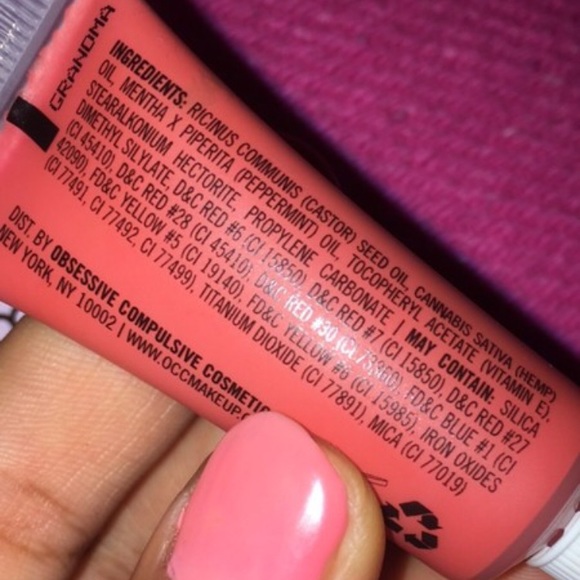 GRANDMA
INGREDIENTS: RICINUS COMMUNIS (CASTOR) SEED OIL, CANNABIS SATIVA (HEMP)
OIL, MENTHA X PIPERITA (PEPPERMINT) OIL, TOCOPHERYL ACETATE (VITAMIN E),
STEARALKONIUM HECTORITE, PROPYLENE CARBONATE | MAY CONTAIN: SILICA
DIMETHYL SILYLATE, D&C RED #6 (CI 15850), D&C RED #7 (CI 15850), D&C RED #27
(CI 45410), D&C RED #28 (CI 45410), D&C RED #30 (CI 73360), FD&C BLUE #1 (CI
42090), FD&C YELLOW #5 (CI 19140), FD&C YELLOW #6 (CI 15985), IRON OXIDES
(CI 77491, CI 77492, CI 77499), TITANIUM DIOXIDE (CI 77891), MICA (CI 77019)
DIST. BY OBSESSIVE COMPULSIVE COSMETIC
NEW YORK, NY 10002 | WWW.OCCMAKEUP.C